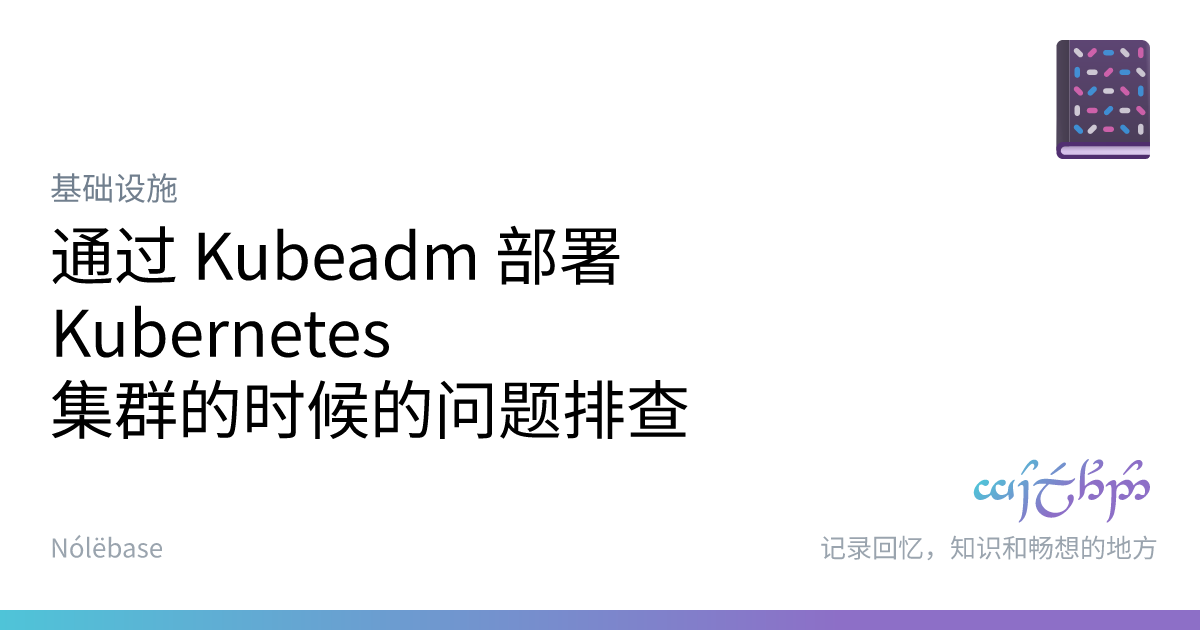 基础设施
通过 Kubeadm 部署
Kubernetes
集群的时候的问题排查
Nólëbase
记录回忆，知识和畅想的地方